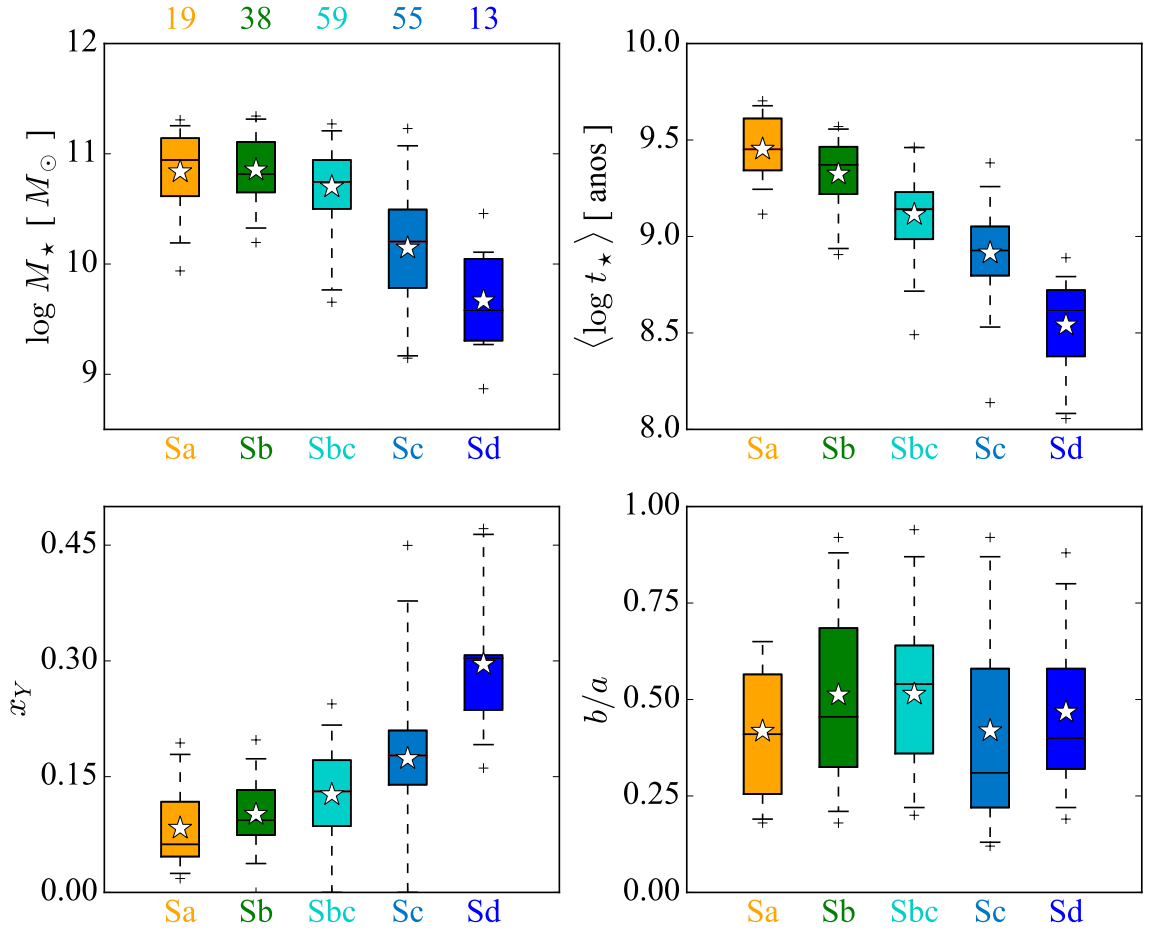 19 38 59 55 13
12
11
10
9
log M⋆ [ M⊙ ]
Sa Sb Sbc Sc Sd
10.0
9.5
9.0
8.5
8.0
⟨log t⋆⟩ [ anos ]
Sa Sb Sbc Sc Sd
0.45
0.30
0.15
0.00
x_Y
Sa Sb Sbc Sc Sd
1.00
0.75
0.50
0.25
0.00
b/a
Sa Sb Sbc Sc Sd